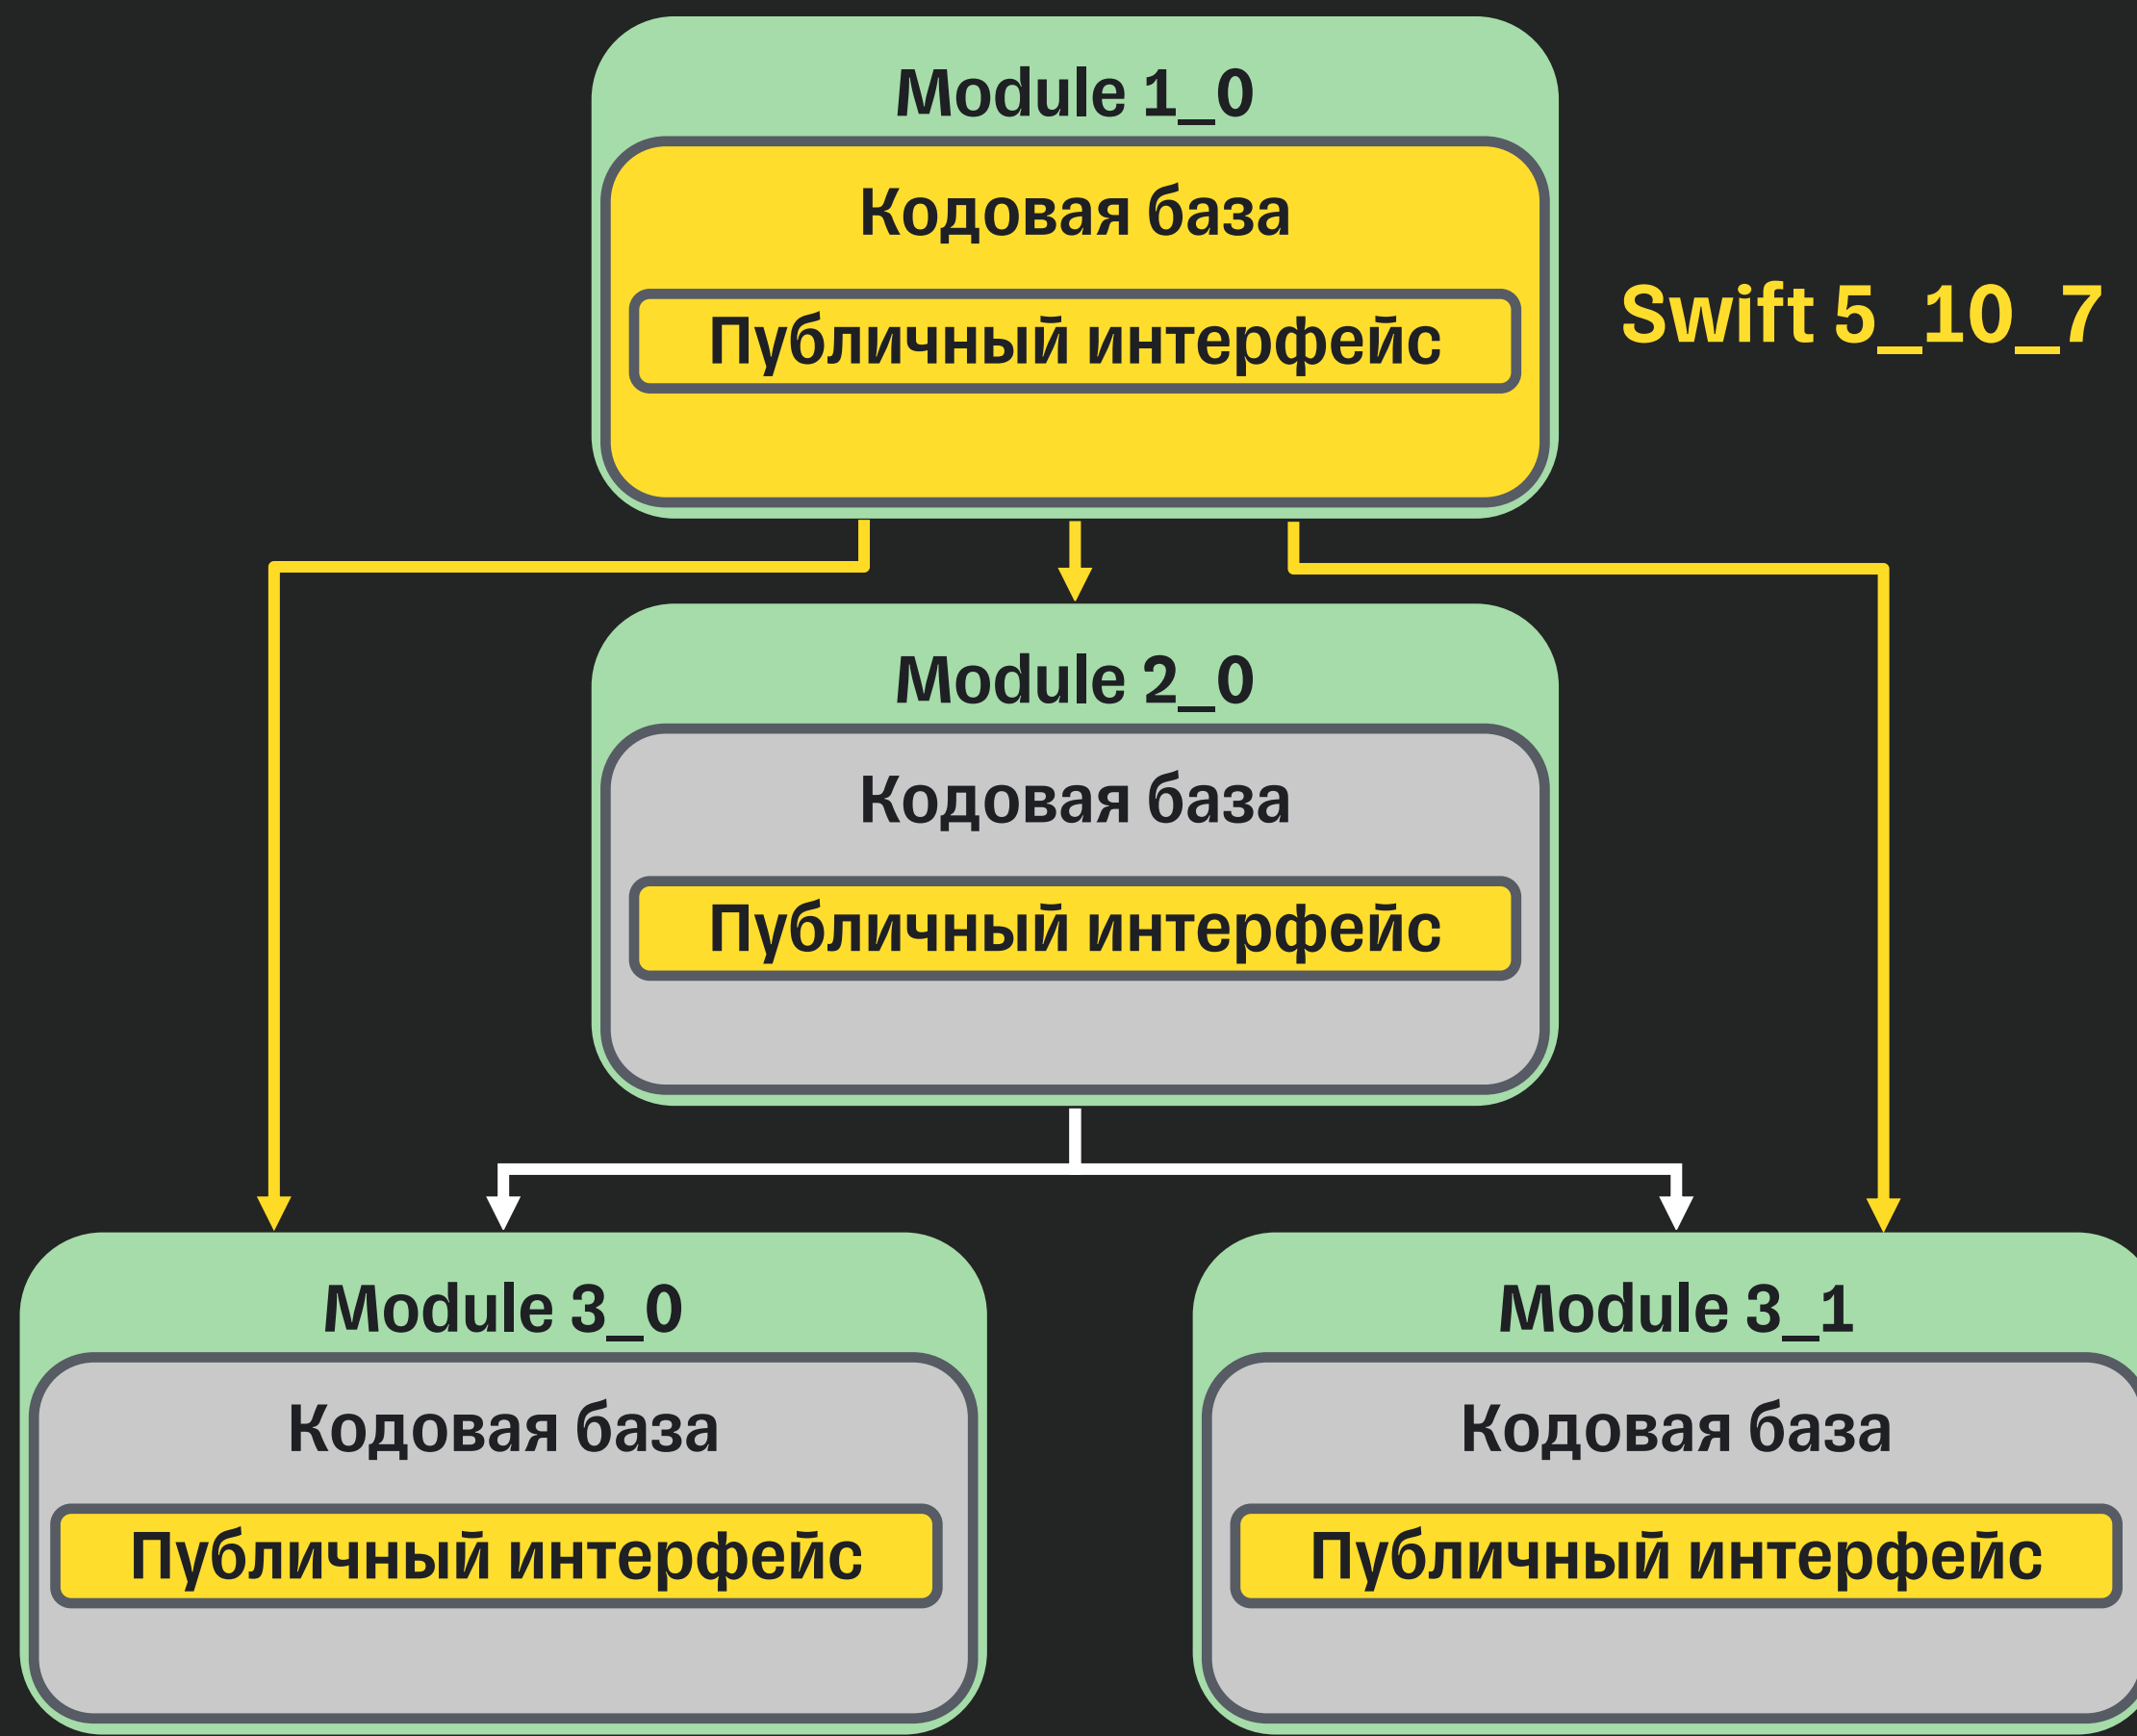 Module 1_0
Кодовая база
Публичный интерфейс
Swift 5_10_7
Module 2_0
Кодовая база
Публичный интерфейс
Module 3_0
Кодовая база
Публичный интерфейс
Module 3_1
Кодовая база
Публичный интерфейс